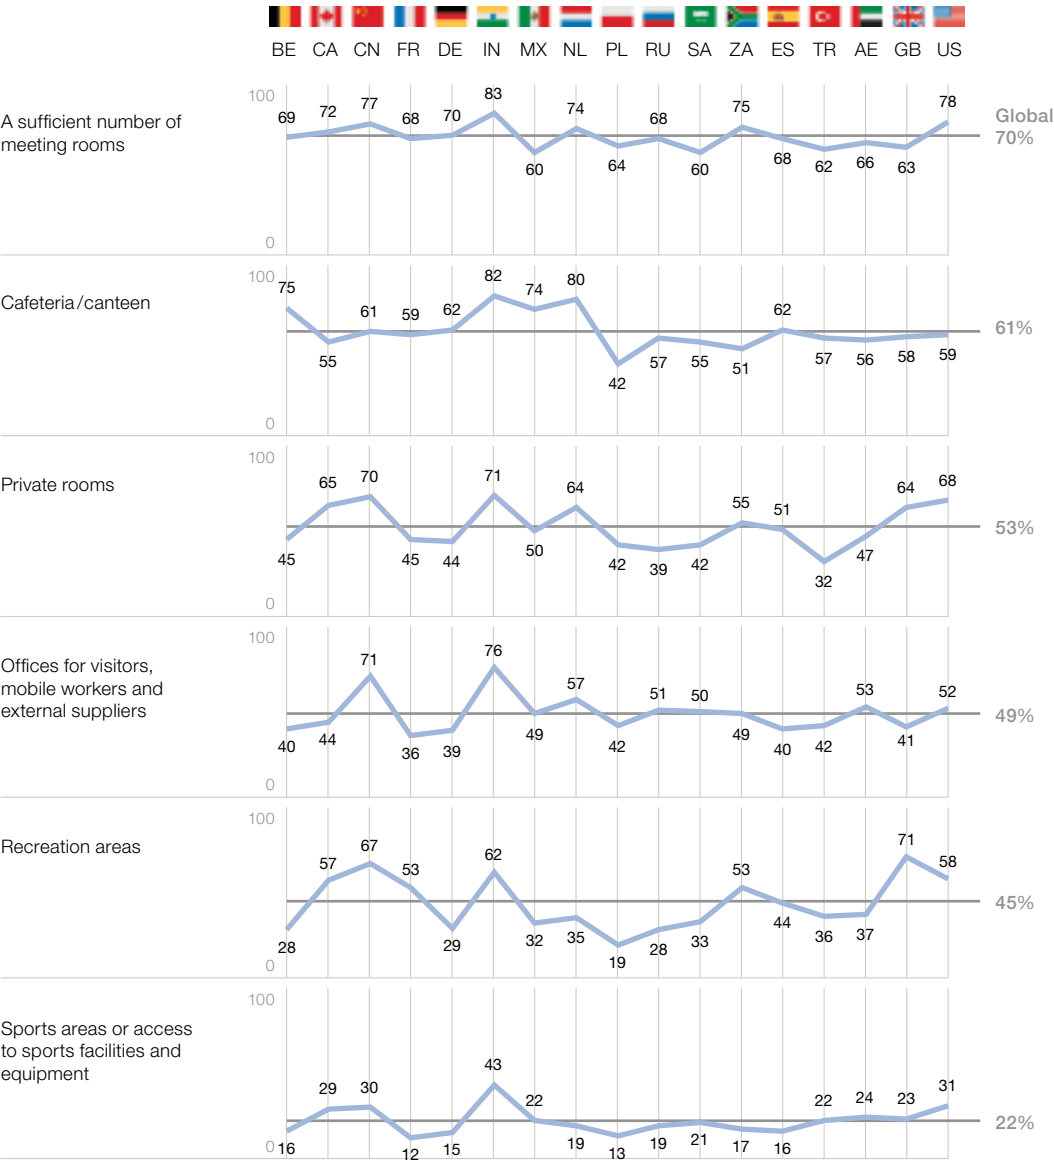 BE CA CN FR DE IN MX NL PL RU SA ZA ES TR AE GB US
A sufficient number of
meeting rooms
100
0
69 72 77 68 70 83 60 74 64 68 60 75 68 62 66 63 78
Global
70%
Cafeteria/canteen
100
0
75 55 61 59 62 82 74 80 42 57 55 51 62 57 56 58 59
61%
Private rooms
100
0
45 65 70 45 44 71 50 64 42 39 42 55 51 32 47 64 68
53%
Offices for visitors,
mobile workers and
external suppliers
100
0
40 44 71 36 39 76 49 57 42 51 50 49 40 42 53 41 52
49%
Recreation areas
100
0
28 57 67 53 29 62 32 35 19 28 33 53 44 36 37 71 58
45%
Sports areas or access
to sports facilities and
equipment
100
0
16 29 30 12 15 43 22 19 13 19 21 17 16 22 24 23 31
22%